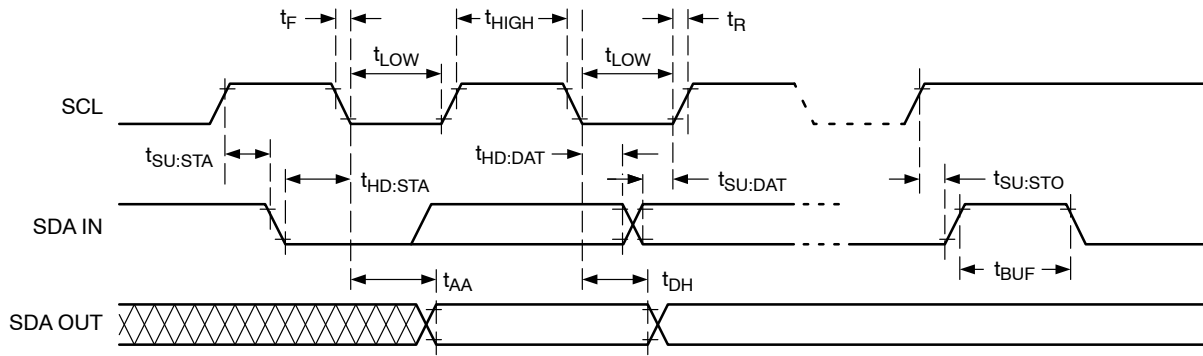 tF
tHIGH
tR
tLOW
tLOW
SCL
tSU:STA
tHD:STA
tHD:DAT
tSU:DAT
tSU:STO
SDA IN
tAA
tDH
tBUF
SDA OUT